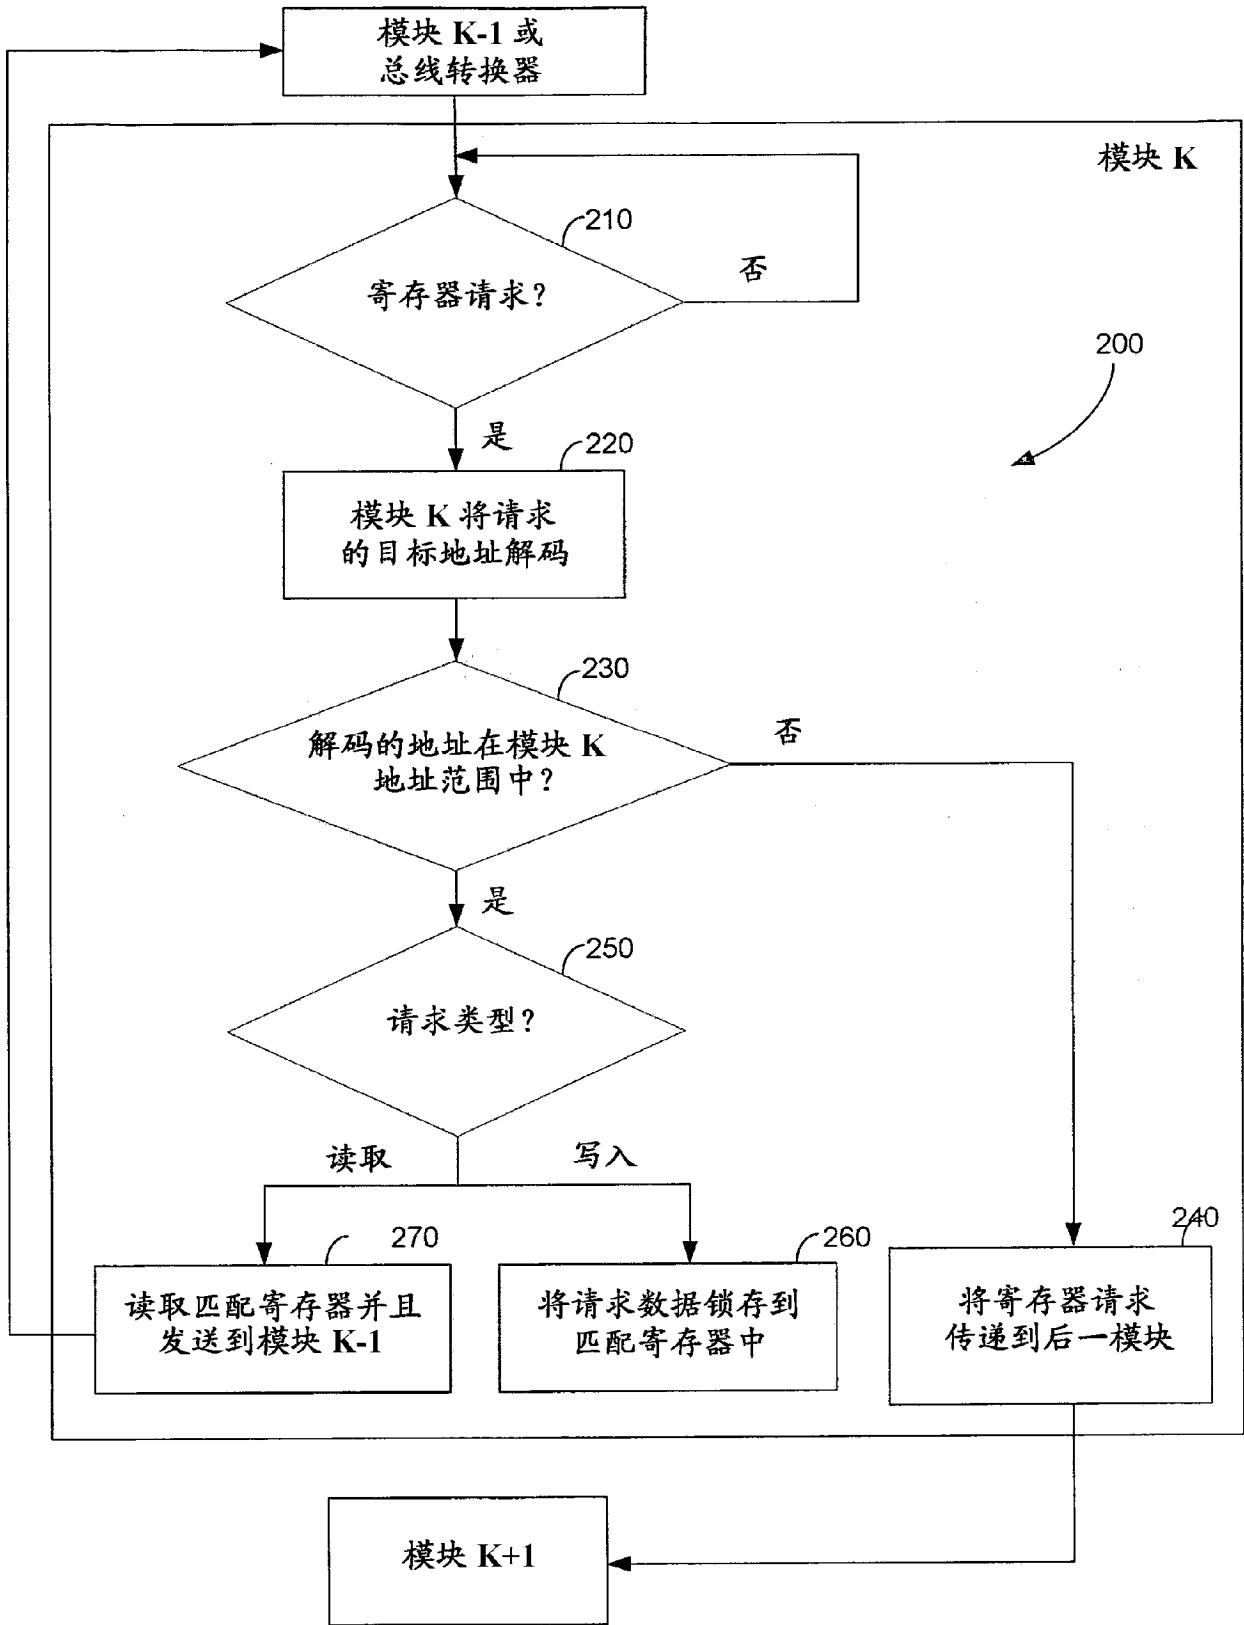 模块 K-1 或
总线转换器
模块 K
210
寄存器请求？
否
200
是
220
模块 K 将请求
的目标地址解码
230
解码的地址在模块 K
地址范围中？
否
是
250
请求类型？
读取
写入
270
260
240
读取匹配寄存器并且
发送到模块 K-1
将请求数据锁存到
匹配寄存器中
将寄存器请求
传递到后一模块
模块 K+1